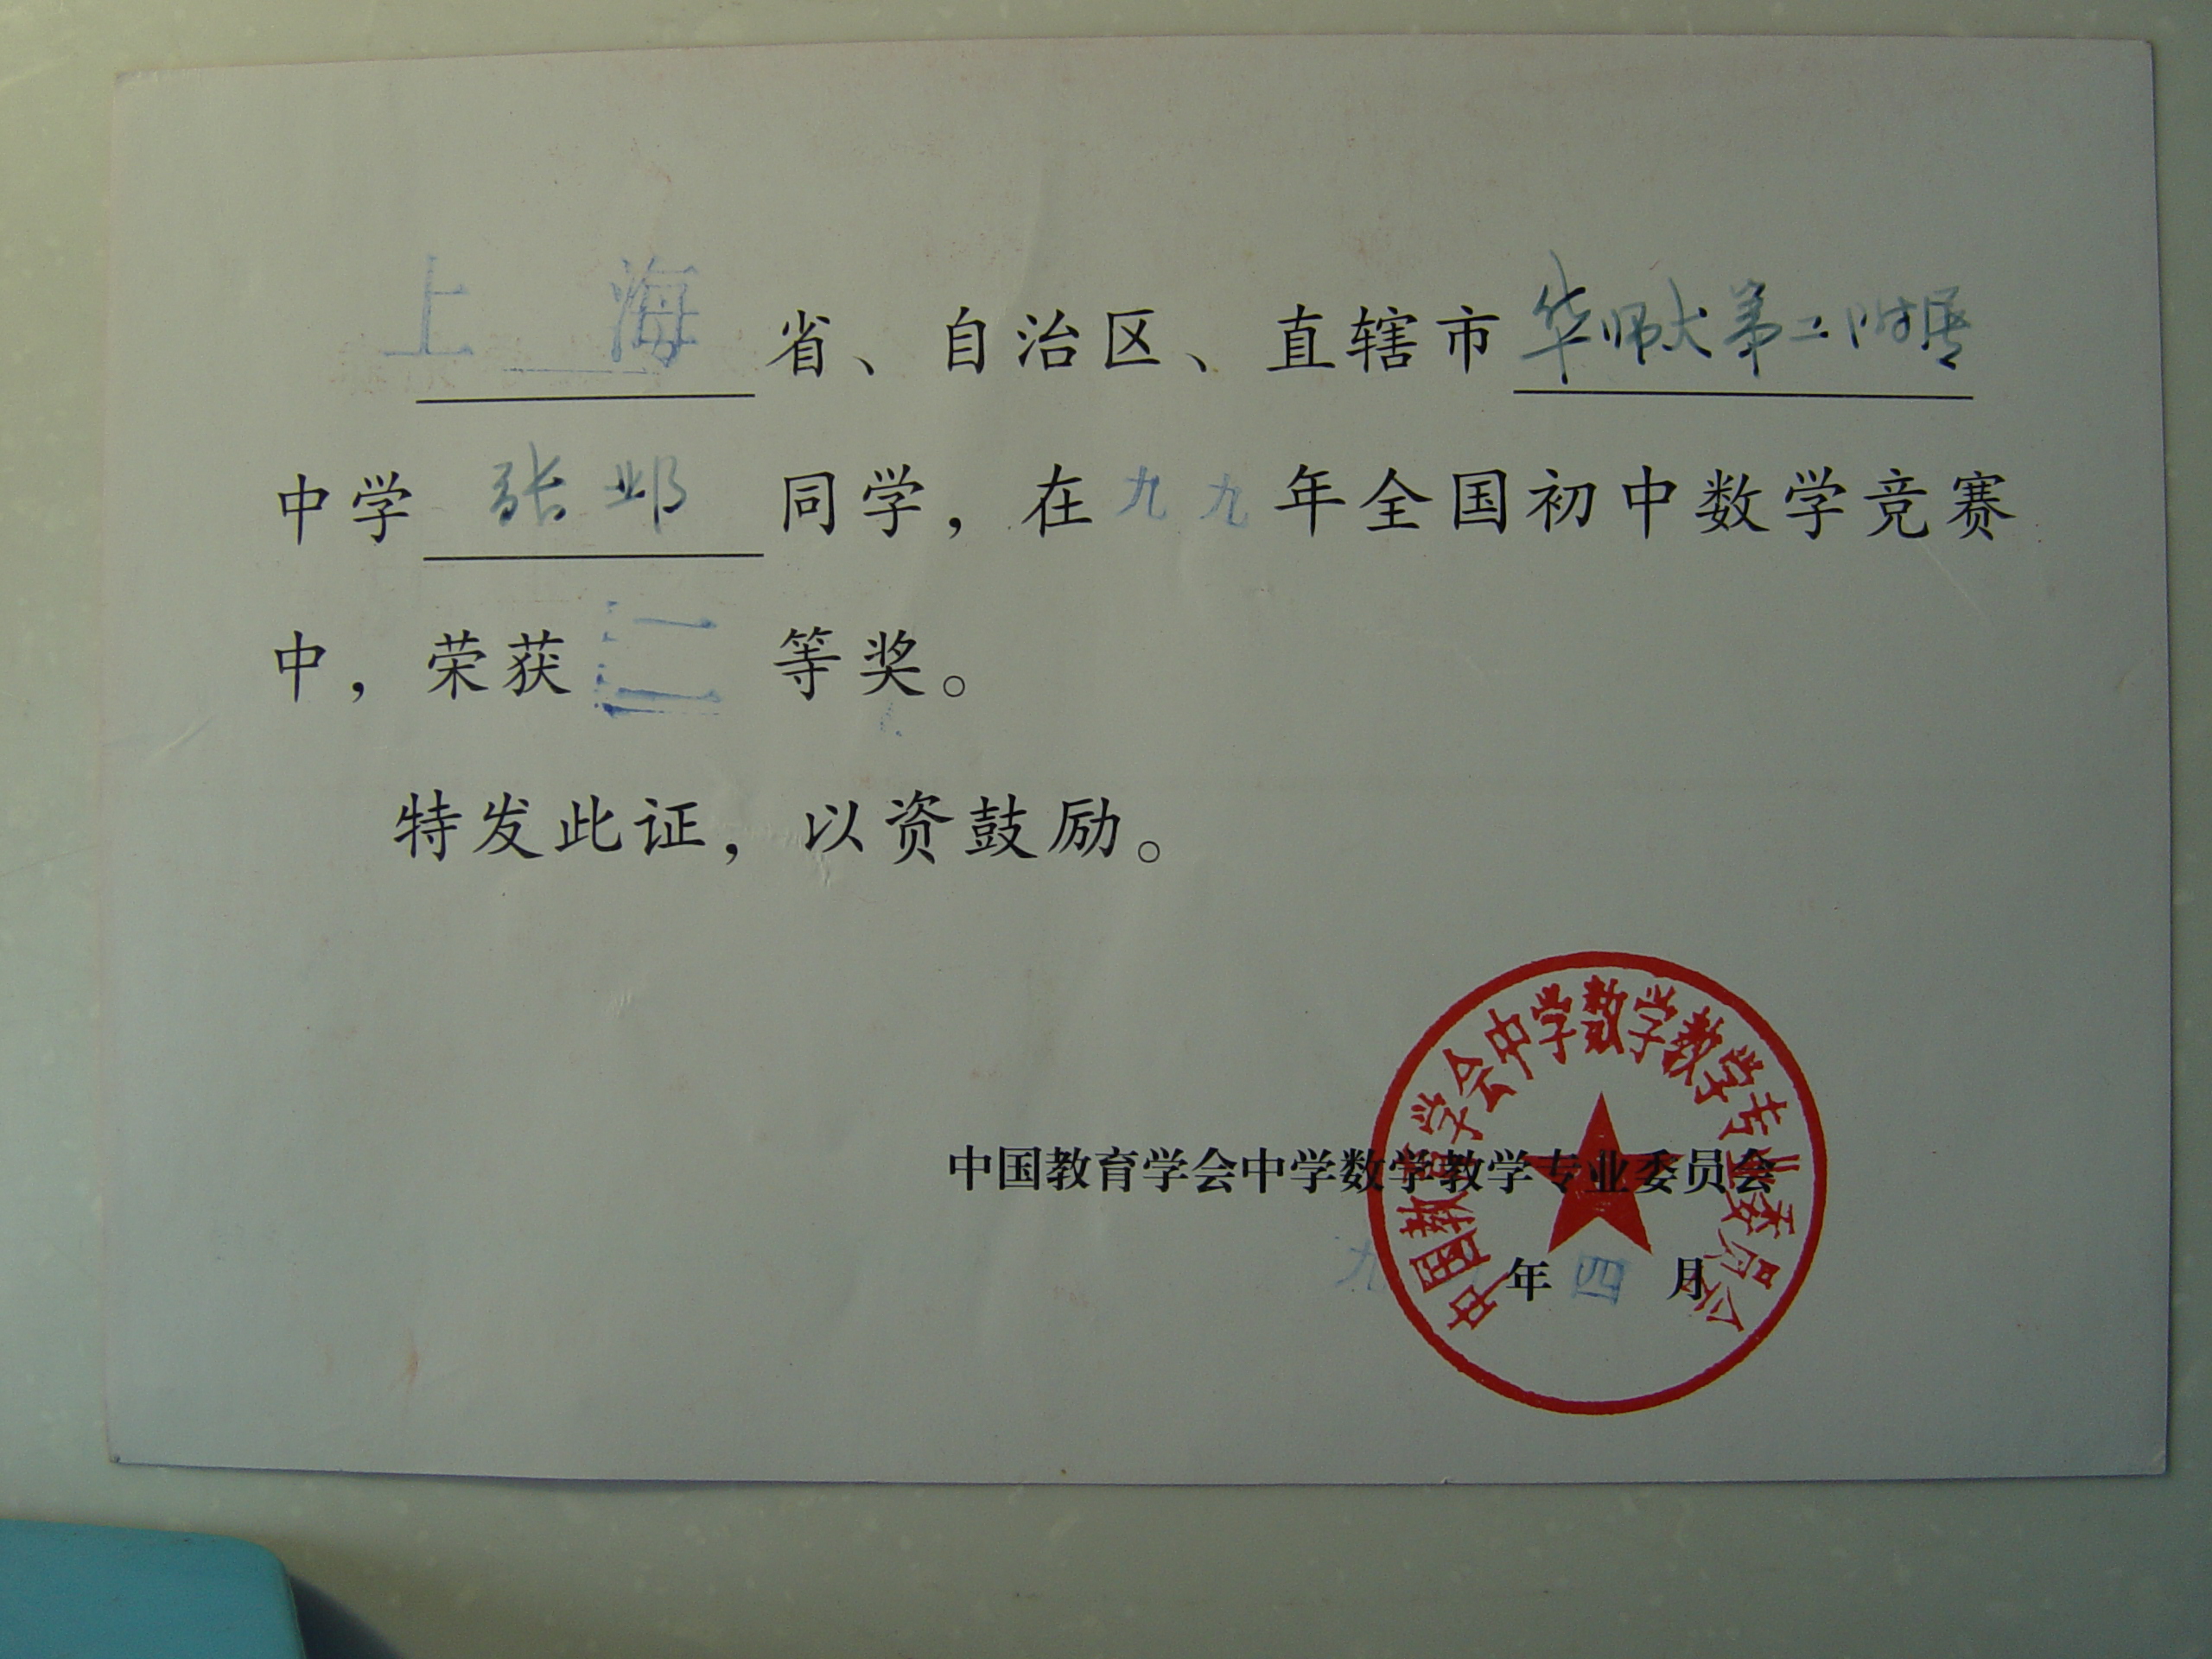 上海省、自治区、直辖市华师大第二附属
中学张邺同学，在九九年全国初中数学竞赛
中，荣获二等奖。
特发此证，以资鼓励。
中国教育学会中学数学教学专业委员会
九九年四月
中国教育学会中学数学教学专业委员会